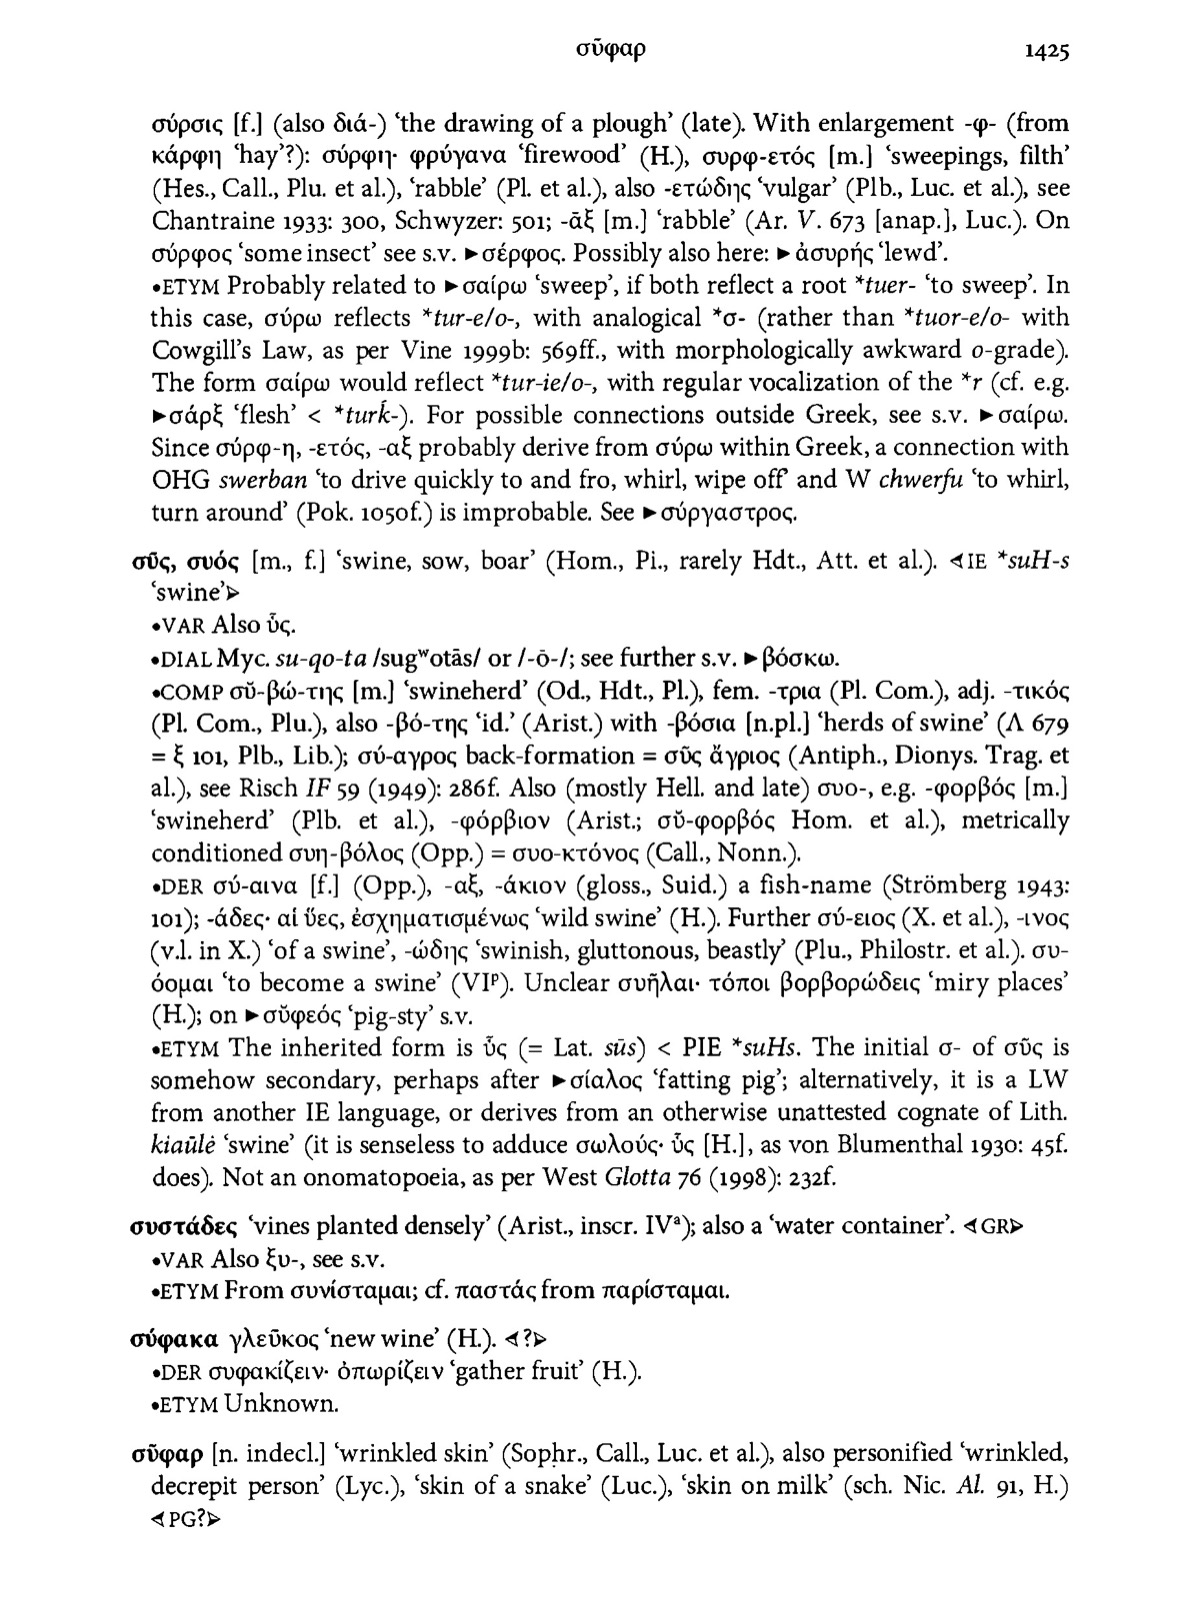 σῦφαρ 1425
σύρσις [f.] (also διά-) ‘the drawing of a plough’ (late). With enlargement -φ- (from
κάρφη ‘hay’?): σύρφη· φρύγανα ‘firewood’ (H.), συρφ-ετός [m.] ‘sweepings, filth’
(Hes., Call., Plu. et al.), ‘rabble’ (Pl. et al.), also -ετώδης ‘vulgar’ (Plb., Luc. et al.), see
Chantraine 1933: 300, Schwyzer: 501; -ᾱξ [m.] ‘rabble’ (Ar. V. 673 [anap.], Luc.). On
σύρφος ‘some insect’ see s.v. ►σέρφος. Possibly also here: ►ἀσυρής ‘lewd’.
•ETYM Probably related to ►σαίρω ‘sweep’, if both reflect a root *tuer- ‘to sweep’. In
this case, σύρω reflects *tur-e/o-, with analogical *σ- (rather than *tuor-e/o- with
Cowgill’s Law, as per Vine 1999b: 569ff., with morphologically awkward o-grade).
The form σαίρω would reflect *tur-ie/o-, with regular vocalization of the *r (cf. e.g.
►σάρξ ‘flesh’ < *turḱ-). For possible connections outside Greek, see s.v. ►σαίρω.
Since σύρφ-η, -ετός, -αξ probably derive from σύρω within Greek, a connection with
OHG swerban ‘to drive quickly to and fro, whirl, wipe off’ and W chwerfu ‘to whirl,
turn around’ (Pok. 1050f.) is improbable. See ►σύργαστρος.
σῦς, συός [m., f.] ‘swine, sow, boar’ (Hom., Pi., rarely Hdt., Att. et al.). ⊲IE *suH-s
‘swine’⊳
•VAR Also ὗς.
•DIAL Myc. su-qo-ta /sugʷotās/ or /-ō-/; see further s.v. ►βόσκω.
•COMP σῠ-βώ-της [m.] ‘swineherd’ (Od., Hdt., Pl.), fem. -τρια (Pl. Com.), adj. -τικός
(Pl. Com., Plu.), also -βό-της ‘id.’ (Arist.) with -βόσια [n.pl.] ‘herds of swine’ (Λ 679
= ξ 101, Plb., Lib.); σύ-αγρος back-formation = σῦς ἄγριος (Antiph., Dionys. Trag. et
al.), see Risch IF 59 (1949): 286f. Also (mostly Hell. and late) συο-, e.g. -φορβός [m.]
‘swineherd’ (Plb. et al.), -φόρβιον (Arist.; σῠ-φορβός Hom. et al.), metrically
conditioned συη-βόλος (Opp.) = συο-κτόνος (Call., Nonn.).
•DER σύ-αινα [f.] (Opp.), -αξ, -άκιον (gloss., Suid.) a fish-name (Strömberg 1943:
101); -άδες· αἱ ὕες, ἐσχηματισμένως ‘wild swine’ (H.). Further σύ-ειος (X. et al.), -ινος
(v.l. in X.) ‘of a swine’, -ώδης ‘swinish, gluttonous, beastly’ (Plu., Philostr. et al.). συ-
όομαι ‘to become a swine’ (VIᵖ). Unclear συῆλαι· τόποι βορβορώδεις ‘miry places’
(H.); on ►σῠφεός ‘pig-sty’ s.v.
•ETYM The inherited form is ὗς (= Lat. sūs) < PIE *suHs. The initial σ- of σῦς is
somehow secondary, perhaps after ►σίαλος ‘fatting pig’; alternatively, it is a LW
from another IE language, or derives from an otherwise unattested cognate of Lith.
kiaũlė ‘swine’ (it is senseless to adduce σωλούς· ὗς [H.], as von Blumenthal 1930: 45f.
does). Not an onomatopoeia, as per West Glotta 76 (1998): 232f.
συστάδες ‘vines planted densely’ (Arist., inscr. IVᵃ); also a ‘water container’. ⊲GR⊳
•VAR Also ξυ-, see s.v.
•ETYM From συνίσταμαι; cf. παστάς from παρίσταμαι.
σύφακα γλεῦκος ‘new wine’ (H.). ⊲?⊳
•DER συφακίζειν· ὀπωρίζειν ‘gather fruit’ (H.).
•ETYM Unknown.
σῦφαρ [n. indecl.] ‘wrinkled skin’ (Sophr., Call., Luc. et al.), also personified ‘wrinkled,
decrepit person’ (Lyc.), ‘skin of a snake’ (Luc.), ‘skin on milk’ (sch. Nic. Al. 91, H.)
⊲PG?⊳